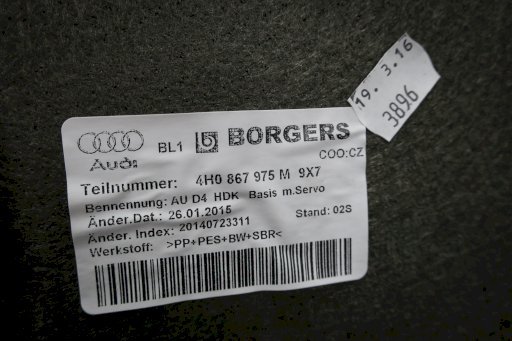 19. 3.16
3896
BL1 BORGERS
Audi
COO:CZ
Teilnummer: 4H0 867 975 M 9X7
Bennennung: AU D4 HDK Basis m.Servo
Änder.Dat.: 26.01.2015 Stand: 02S
Änder. Index: 20140723311
Werkstoff: >PP+PES+BW+SBR<